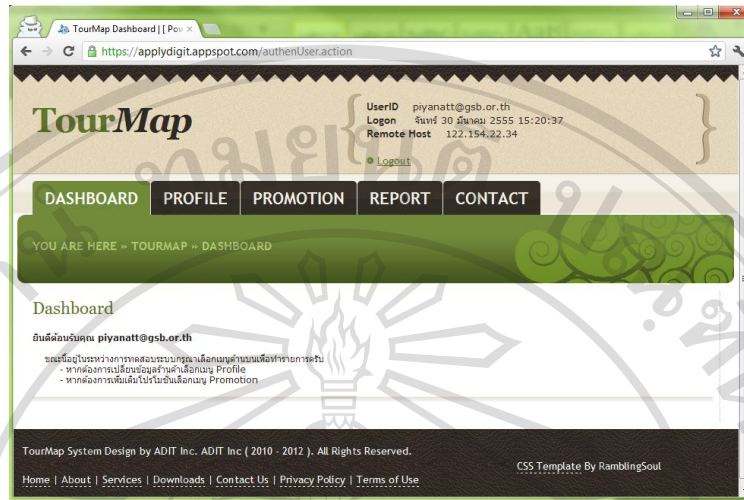 TourMap Dashboard | [ Pov
https://applydigit.appspot.com/authenUser.action
TourMap
UserID piyanatt@gsb.or.th
Logon จันทร์ 30 มีนาคม 2555 15:20:37
Remote Host 122.154.22.34
Logout
DASHBOARD PROFILE PROMOTION REPORT CONTACT
YOU ARE HERE » TOURMAP » DASHBOARD
Dashboard
ยินดีต้อนรับคุณ piyanatt@gsb.or.th
ขณะนี้อยู่ในระหว่างการทดสอบระบบกรุณาเลือกเมนูด้านบนเพื่อทำรายการครับ
- หากต้องการเปลี่ยนข้อมูลร้านค้าเลือกเมนู Profile
- หากต้องการเพิ่มเติมโปรโมชั่นเลือกเมนู Promotion
TourMap System Design by ADIT Inc. ADIT Inc ( 2010 - 2012 ). All Rights Reserved.
CSS Template By RamblingSoul
Home | About | Services | Downloads | Contact Us | Privacy Policy | Terms of Use